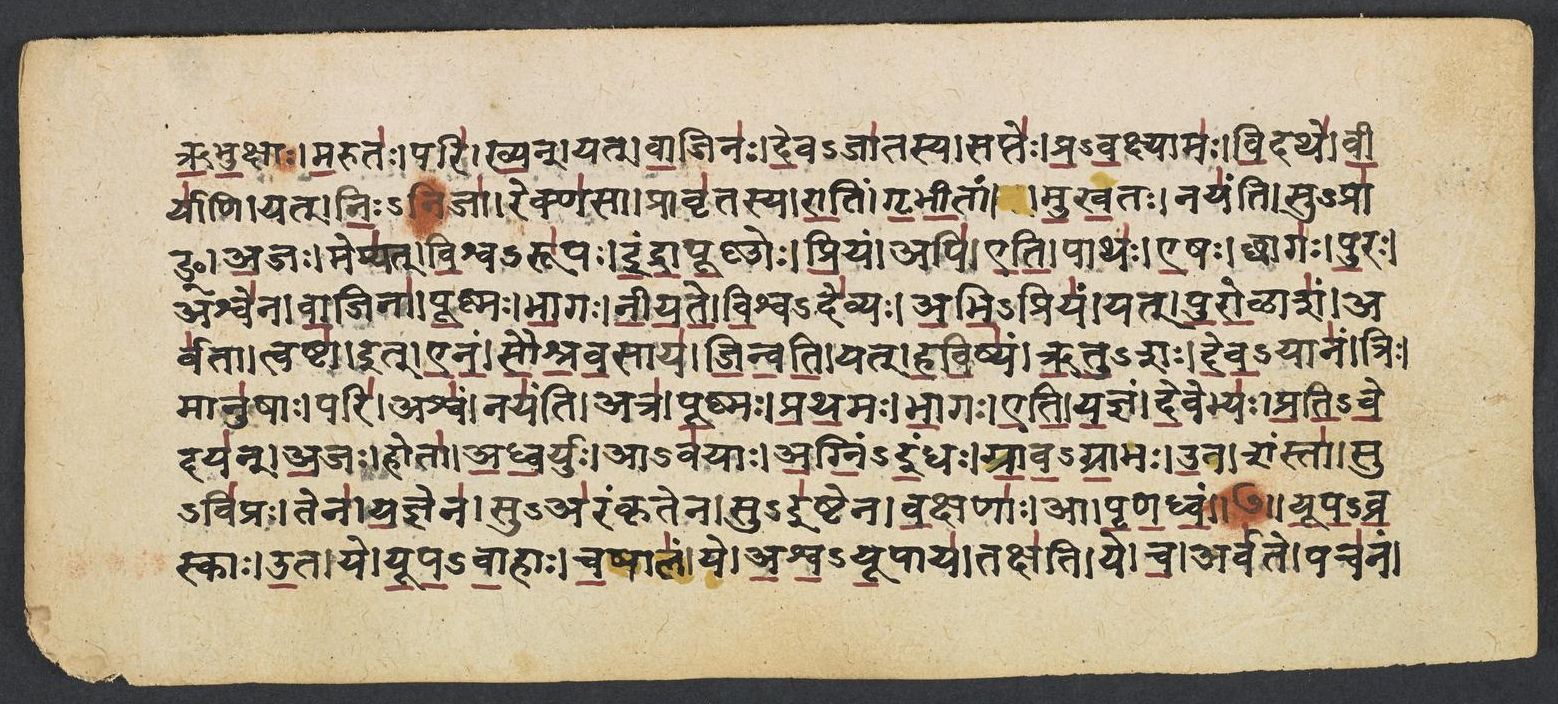 ऋभुक्षाः।मरुतः।परि।ख्यन्।यत्।वाजिनः।देवऽजातस्य।सप्तेः।प्रऽवक्ष्यामः।विदथे।वी
र्याणि।यत्।निःऽनिजा।रेक्णसा।प्रावृतस्य।रातिं।गृभीतां।।मुखतः।नयंति।सुऽप्रा
ङ्।अजः।मेम्यत्।विश्वऽरूपः।इंद्रापूष्णोः।प्रियं।अपि।एति।पाथः।एषः।छागः।पुरः।
अश्वेन।वाजिना।पूष्णः।भागः।नीयते।विश्वऽदेव्यः।अभिऽप्रियं।यत्।पुरोळाशं।अ
र्वता।त्वष्टा।इत्।एनं।सौश्रवसाय।जिन्वति।यत्।हविष्यं।ऋतुऽशः।देवऽयानं।त्रिः।
मानुषाः।परि।अश्वं।नयंति।अत्र।पूष्णः।प्रथमः।भागः।एति।यज्ञं।देवेभ्यः।प्रतिऽवे
दयन्।अजः।होता।अध्वर्युः।आऽवयाः।अग्निंऽइंधः।ग्रावऽग्राभः।उत।शंस्ता।सु
ऽविप्रः।तेन।यज्ञेन।सुऽअरंकृतेन।सुऽइष्टेन।वक्षणाः।आ।पृणध्वं॥७॥यूपऽव्र
स्काः।उत।ये।यूपऽवाहाः।चषालं।ये।अश्वऽयूपाय।तक्षति।ये।च।अर्वते।पचनं।